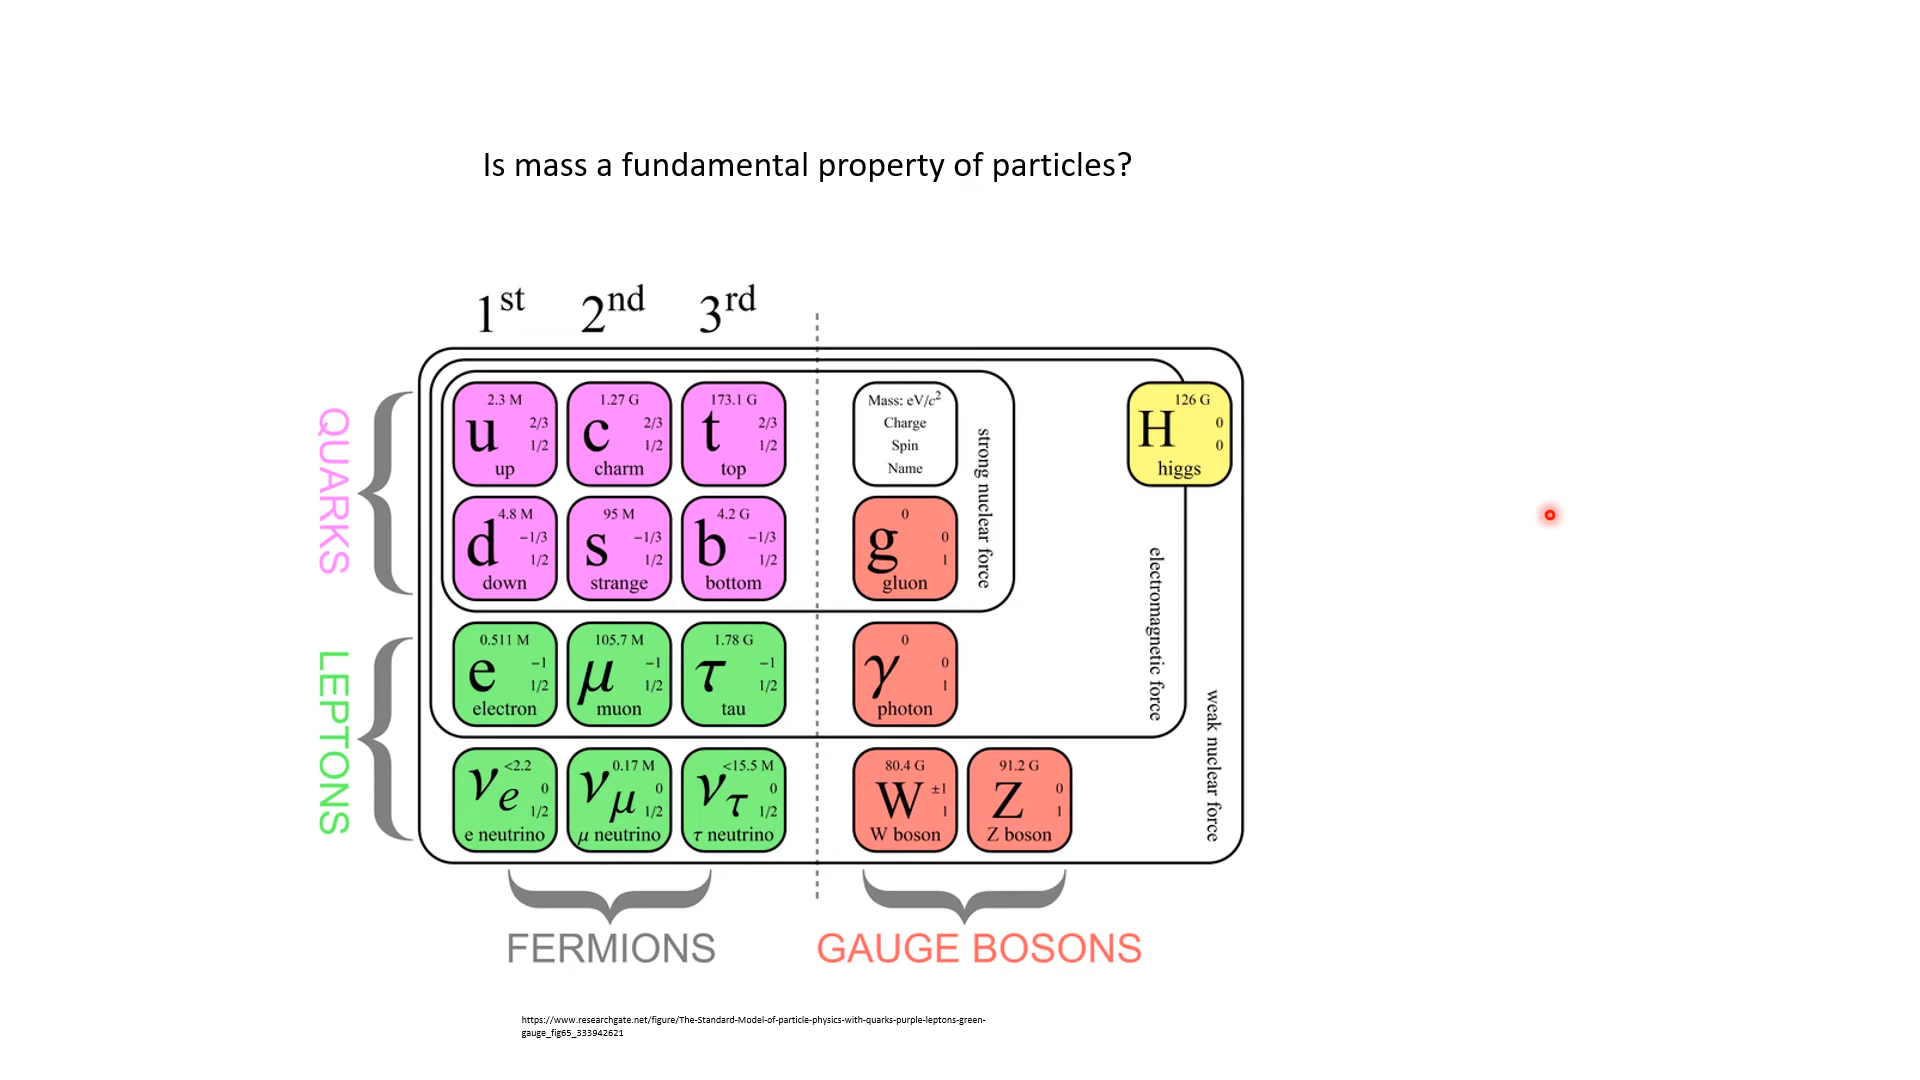 Is mass a fundamental property of particles?
1st 2nd 3rd
QUARKS
2.3 M
2/3
u
1/2
up
1.27 G
2/3
c
1/2
charm
173.1 G
2/3
t
1/2
top
Mass: eV/c²
Charge
Spin
Name
126 G
H
0
0
higgs
4.8 M
d
−1/3
1/2
down
95 M
s
−1/3
1/2
strange
4.2 G
b
−1/3
1/2
bottom
0
g
0
1
gluon
strong nuclear force
LEPTONS
0.511 M
e
−1
1/2
electron
105.7 M
μ
−1
1/2
muon
1.78 G
τ
−1
1/2
tau
0
γ
0
1
photon
electromagnetic force
<2.2
νe
0
1/2
e neutrino
0.17 M
νμ
0
1/2
μ neutrino
<15.5 M
ντ
0
1/2
τ neutrino
80.4 G
W
±1
1
W boson
91.2 G
Z
0
1
Z boson
weak nuclear force
FERMIONS
GAUGE BOSONS
https://www.researchgate.net/figure/The-Standard-Model-of-particle-physics-with-quarks-purple-leptons-green-
gauge_fig65_333942621